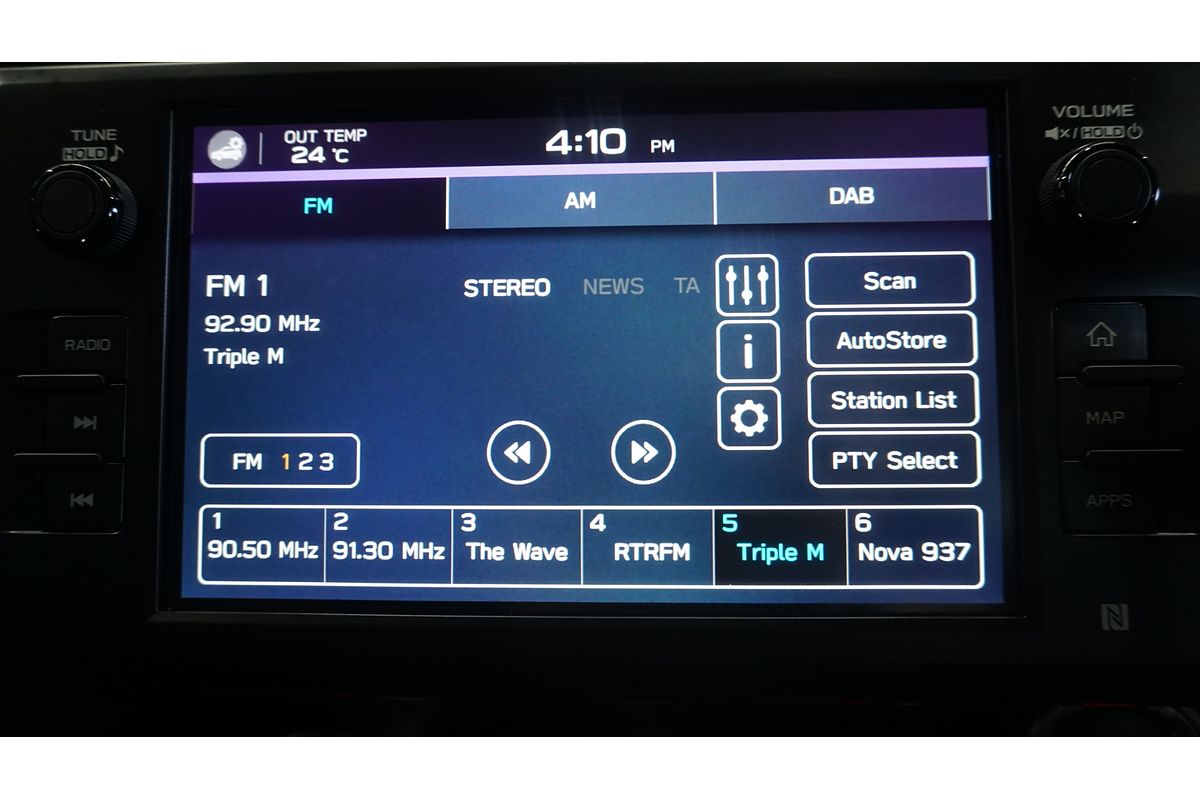 TUNE
HOLD
OUT TEMP
24 °C
4:10 PM
VOLUME
/ HOLD
FM AM DAB
FM 1
92.90 MHz
Triple M
STEREO NEWS TA
i
Scan
AutoStore
Station List
PTY Select
FM 1 2 3
1 90.50 MHz
2 91.30 MHz
3 The Wave
4 RTRFM
5 Triple M
6 Nova 937
RADIO
MAP
APPS
N